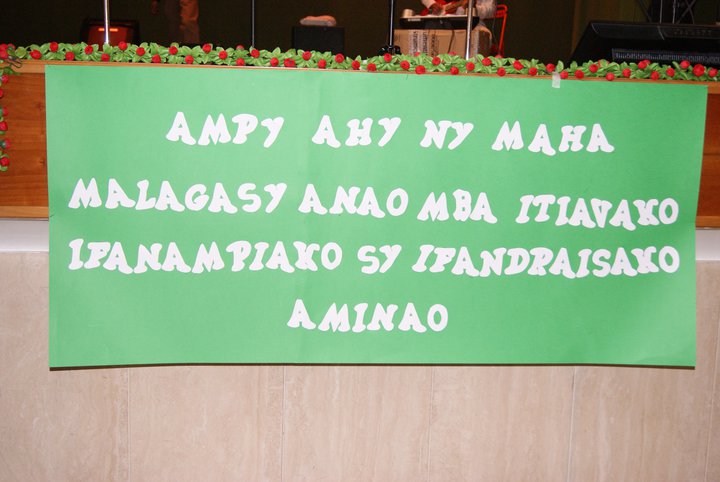 AMPY AHY NY MAHA
MALAGASY ANAO MBA ITIAVAKO
IFANAMPIAKO SY IFANDRAISAKO
AMINAO